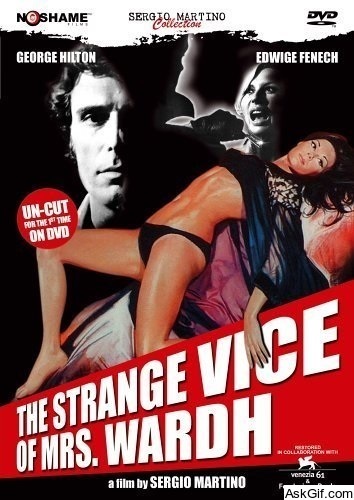 NOSHAME
FILMS
SERGIO MARTINO
Collection
DVD
GEORGE HILTON
EDWIGE FENECH
UN-CUT
FOR THE 1ST TIME
ON DVD
THE STRANGE VICE
OF MRS. WARDH
a film by SERGIO MARTINO
RESTORED
IN COLLABORATION WITH
venezia 61
&
AskGif.com